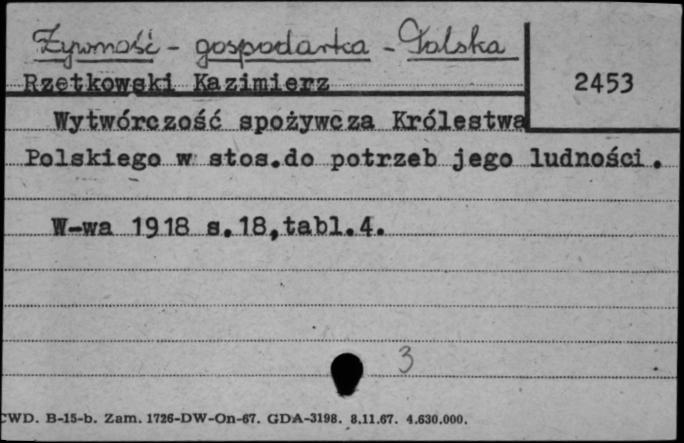 Żywność - gospodarka - Polska
Rzetkowski Kazimierz
2453
Wytwórczość spożywcza Królestwa
Polskiego w stos.do potrzeb jego ludności.
W-wa 1918 s.18,tabl.4.
3
CWD. B-15-b. Zam. 1726-DW-On-67. GDA-3198. 8.11.67. 4.630.000.